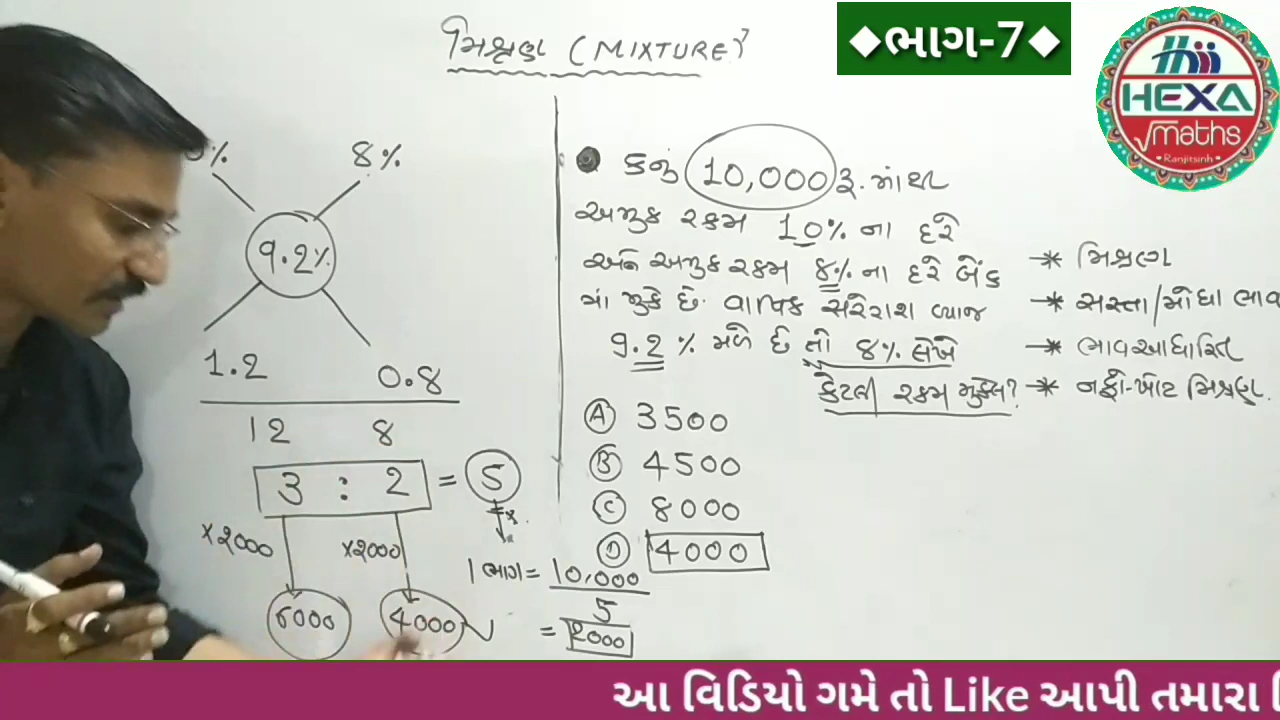 મિશ્રણ (MIXTURE)
◆ભાગ-7◆
HEXA
maths
Ranjitsinh
% 8%
9.2%
1.2 0.8
12 8
3 : 2 = 5
×2000 ×2000
6000 4000
1 ભાગ = 10,000
5
= 2000
કનુ 10,000 રૂ. માંથી
અમુક રકમ 10% ના દરે
અને અમુક રકમ 8% ના દરે બેંક
માં મુકે છે. વાર્ષિક સરેરાશ વ્યાજ
9.2 % મળે છે તો 8% લેખે
કેટલી રકમ મુકેલ?
A 3500
B 4500
C 8000
D 4000
* મિશ્રણ
* સસ્તા/મોંઘા ભાવ
* ભાવઆધારિત
* નફો-ખોટ મિશ્રણ.
આ વિડિયો ગમે તો Like આપી તમારા